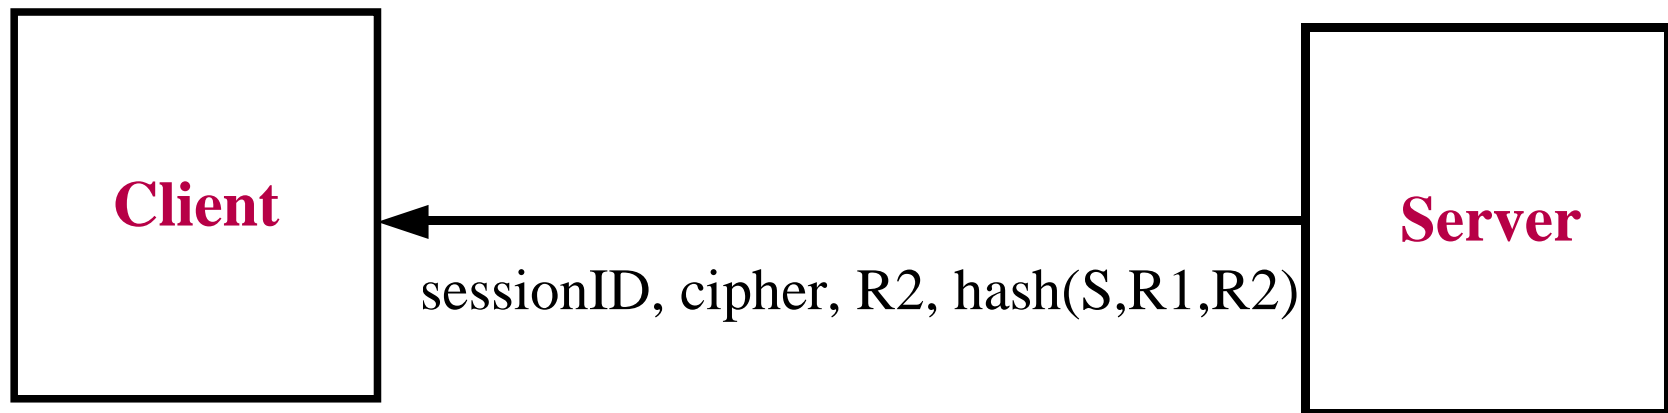 Client
Server
sessionID, cipher, R2, hash(S,R1,R2)